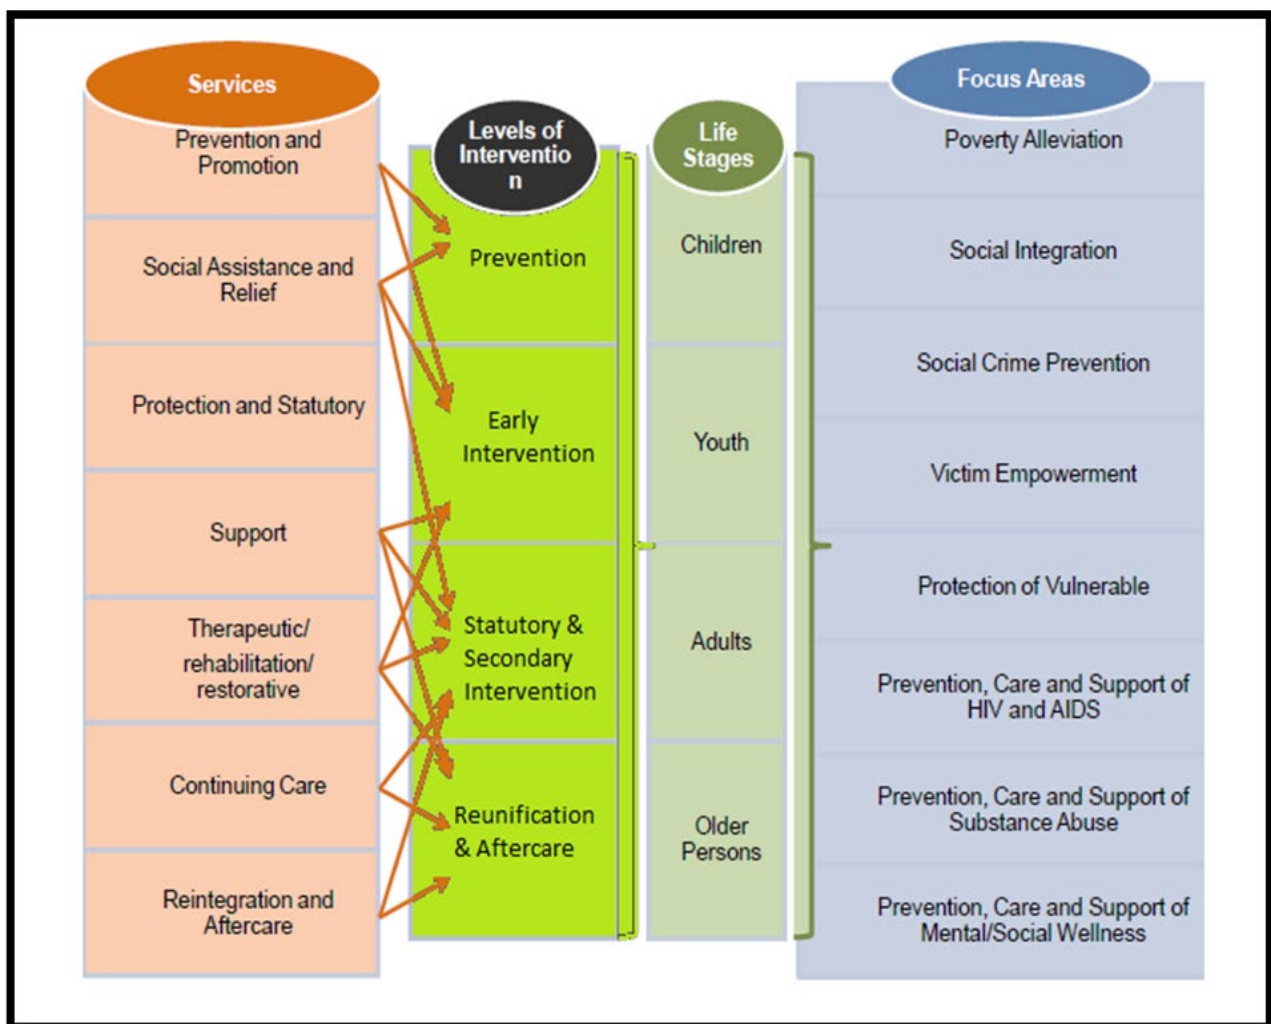 Services
Prevention and
Promotion
Social Assistance and
Relief
Protection and Statutory
Support
Therapeutic/
rehabilitation/
restorative
Continuing Care
Reintegration and
Aftercare
Levels of
Interventio
n
Prevention
Early
Intervention
Statutory &
Secondary
Intervention
Reunification
& Aftercare
Life
Stages
Children
Youth
Adults
Older
Persons
Focus Areas
Poverty Alleviation
Social Integration
Social Crime Prevention
Victim Empowerment
Protection of Vulnerable
Prevention, Care and Support of
HIV and AIDS
Prevention, Care and Support of
Substance Abuse
Prevention, Care and Support of
Mental/Social Wellness